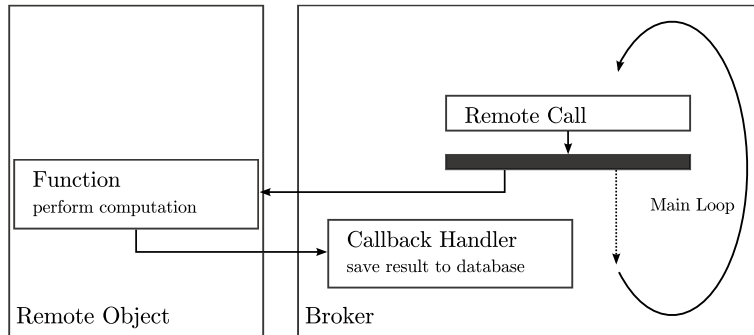 Remote Call
Function
perform computation
Main Loop
Callback Handler
save result to database
Remote Object
Broker